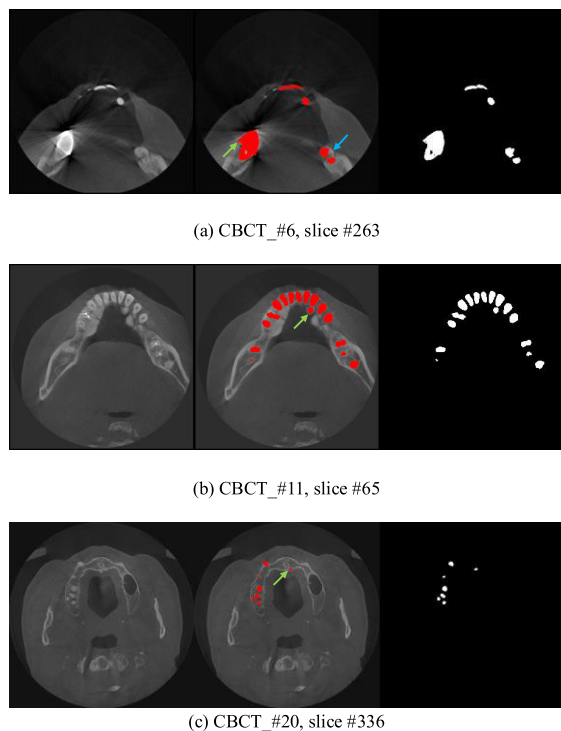 (a) CBCT_#6, slice #263
(b) CBCT_#11, slice #65
(c) CBCT_#20, slice #336